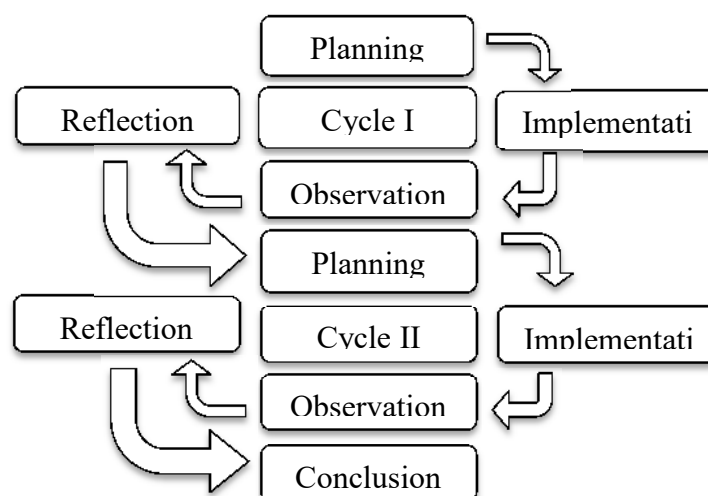 Planning
Reflection
Cycle I
Implementati
Observation
Planning
Reflection
Cycle II
Implementati
Observation
Conclusion